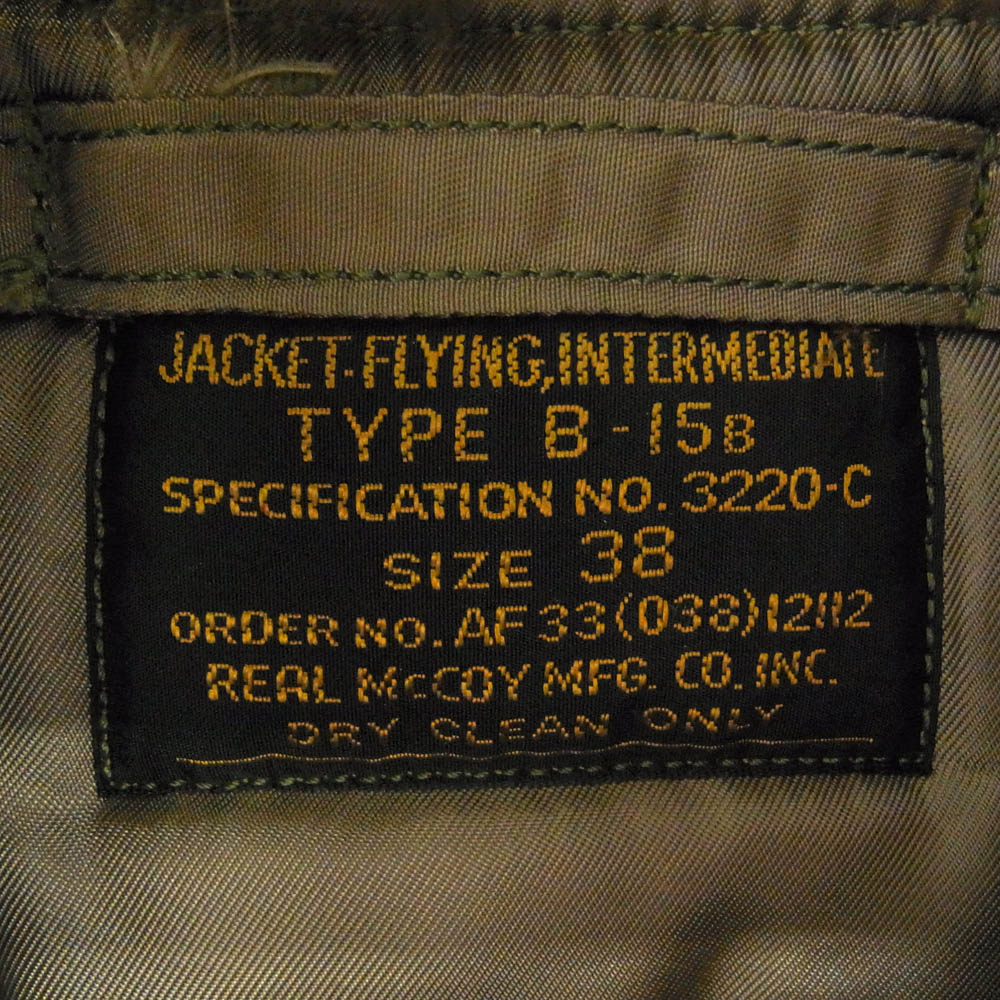 JACKET-FLYING, INTERMEDIATE
TYPE B-15B
SPECIFICATION NO. 3220-C
SIZE 38
ORDER NO. AF 33(038)12112
REAL McCOY MFG. CO. INC.
DRY CLEAN ONLY